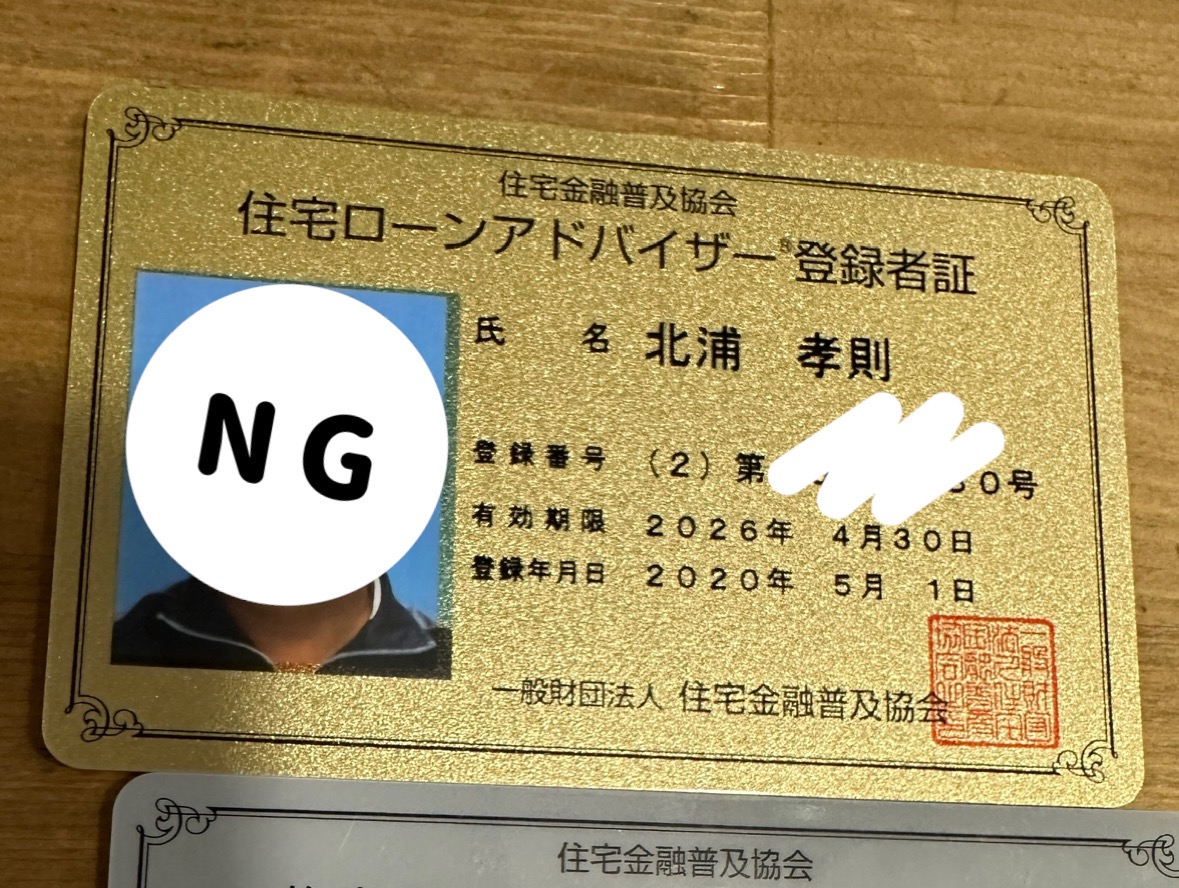 住宅金融普及協会
住宅ローンアドバイザー®登録者証
NG
氏 名 北浦 孝則
登録番号 (2)第 30号
有効期限 2026年 4月30日
登録年月日 2020年 5月 1日
一般財団法人 住宅金融普及協会
住宅金融普及協会